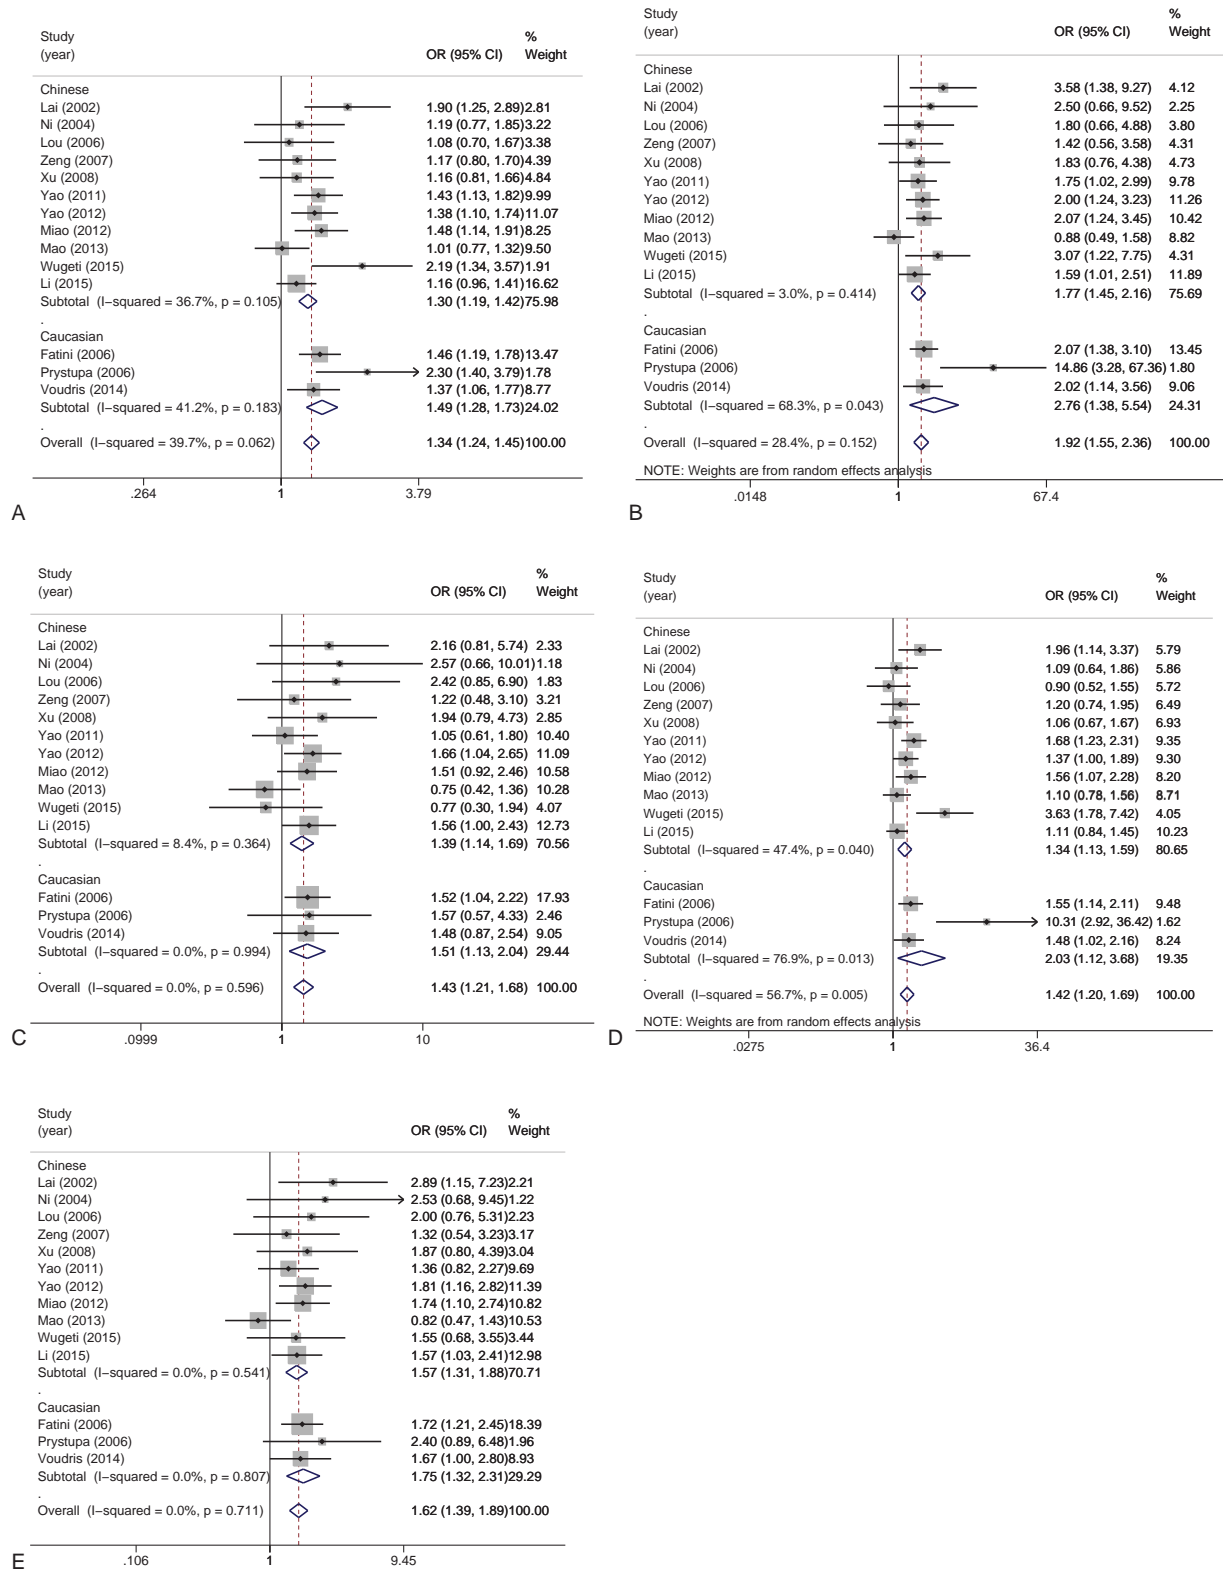 Study %
(year) OR (95% CI) Weight
Chinese
Lai (2002) 1.90 (1.25, 2.89) 2.81
Ni (2004) 1.19 (0.77, 1.85) 3.22
Lou (2006) 1.08 (0.70, 1.67) 3.38
Zeng (2007) 1.17 (0.80, 1.70) 4.39
Xu (2008) 1.16 (0.81, 1.66) 4.84
Yao (2011) 1.43 (1.13, 1.82) 9.99
Yao (2012) 1.38 (1.10, 1.74) 11.07
Miao (2012) 1.48 (1.14, 1.91) 8.25
Mao (2013) 1.01 (0.77, 1.32) 9.50
Wugeti (2015) 2.19 (1.34, 3.57) 1.91
Li (2015) 1.16 (0.96, 1.41) 16.62
Subtotal (I−squared = 36.7%, p = 0.105) 1.30 (1.19, 1.42) 75.98
.
Caucasian
Fatini (2006) 1.46 (1.19, 1.78) 13.47
Prystupa (2006) 2.30 (1.40, 3.79) 1.78
Voudris (2014) 1.37 (1.06, 1.77) 8.77
Subtotal (I−squared = 41.2%, p = 0.183) 1.49 (1.28, 1.73) 24.02
.
Overall (I−squared = 39.7%, p = 0.062) 1.34 (1.24, 1.45) 100.00
.264 1 3.79
A
Study %
(year) OR (95% CI) Weight
Chinese
Lai (2002) 3.58 (1.38, 9.27) 4.12
Ni (2004) 2.50 (0.66, 9.52) 2.25
Lou (2006) 1.80 (0.66, 4.88) 3.80
Zeng (2007) 1.42 (0.56, 3.58) 4.31
Xu (2008) 1.83 (0.76, 4.38) 4.73
Yao (2011) 1.75 (1.02, 2.99) 9.78
Yao (2012) 2.00 (1.24, 3.23) 11.26
Miao (2012) 2.07 (1.24, 3.45) 10.42
Mao (2013) 0.88 (0.49, 1.58) 8.82
Wugeti (2015) 3.07 (1.22, 7.75) 4.31
Li (2015) 1.59 (1.01, 2.51) 11.89
Subtotal (I−squared = 3.0%, p = 0.414) 1.77 (1.45, 2.16) 75.69
.
Caucasian
Fatini (2006) 2.07 (1.38, 3.10) 13.45
Prystupa (2006) 14.86 (3.28, 67.36) 1.80
Voudris (2014) 2.02 (1.14, 3.56) 9.06
Subtotal (I−squared = 68.3%, p = 0.043) 2.76 (1.38, 5.54) 24.31
.
Overall (I−squared = 28.4%, p = 0.152) 1.92 (1.55, 2.36) 100.00
NOTE: Weights are from random effects analysis
.0148 1 67.4
B
Study %
(year) OR (95% CI) Weight
Chinese
Lai (2002) 2.16 (0.81, 5.74) 2.33
Ni (2004) 2.57 (0.66, 10.01) 1.18
Lou (2006) 2.42 (0.85, 6.90) 1.83
Zeng (2007) 1.22 (0.48, 3.10) 3.21
Xu (2008) 1.94 (0.79, 4.73) 2.85
Yao (2011) 1.05 (0.61, 1.80) 10.40
Yao (2012) 1.66 (1.04, 2.65) 11.09
Miao (2012) 1.51 (0.92, 2.46) 10.58
Mao (2013) 0.75 (0.42, 1.36) 10.28
Wugeti (2015) 0.77 (0.30, 1.94) 4.07
Li (2015) 1.56 (1.00, 2.43) 12.73
Subtotal (I−squared = 8.4%, p = 0.364) 1.39 (1.14, 1.69) 70.56
.
Caucasian
Fatini (2006) 1.52 (1.04, 2.22) 17.93
Prystupa (2006) 1.57 (0.57, 4.33) 2.46
Voudris (2014) 1.48 (0.87, 2.54) 9.05
Subtotal (I−squared = 0.0%, p = 0.994) 1.51 (1.13, 2.04) 29.44
.
Overall (I−squared = 0.0%, p = 0.596) 1.43 (1.21, 1.68) 100.00
.0999 1 10
C
Study %
(year) OR (95% CI) Weight
Chinese
Lai (2002) 1.96 (1.14, 3.37) 5.79
Ni (2004) 1.09 (0.64, 1.86) 5.86
Lou (2006) 0.90 (0.52, 1.55) 5.72
Zeng (2007) 1.20 (0.74, 1.95) 6.49
Xu (2008) 1.06 (0.67, 1.67) 6.93
Yao (2011) 1.68 (1.23, 2.31) 9.35
Yao (2012) 1.37 (1.00, 1.89) 9.30
Miao (2012) 1.56 (1.07, 2.28) 8.20
Mao (2013) 1.10 (0.78, 1.56) 8.71
Wugeti (2015) 3.63 (1.78, 7.42) 4.05
Li (2015) 1.11 (0.84, 1.45) 10.23
Subtotal (I−squared = 47.4%, p = 0.040) 1.34 (1.13, 1.59) 80.65
.
Caucasian
Fatini (2006) 1.55 (1.14, 2.11) 9.48
Prystupa (2006) 10.31 (2.92, 36.42) 1.62
Voudris (2014) 1.48 (1.02, 2.16) 8.24
Subtotal (I−squared = 76.9%, p = 0.013) 2.03 (1.12, 3.68) 19.35
.
Overall (I−squared = 56.7%, p = 0.005) 1.42 (1.20, 1.69) 100.00
NOTE: Weights are from random effects analysis
.0275 1 36.4
D
Study %
(year) OR (95% CI) Weight
Chinese
Lai (2002) 2.89 (1.15, 7.23) 2.21
Ni (2004) 2.53 (0.68, 9.45) 1.22
Lou (2006) 2.00 (0.76, 5.31) 2.23
Zeng (2007) 1.32 (0.54, 3.23) 3.17
Xu (2008) 1.87 (0.80, 4.39) 3.04
Yao (2011) 1.36 (0.82, 2.27) 9.69
Yao (2012) 1.81 (1.16, 2.82) 11.39
Miao (2012) 1.74 (1.10, 2.74) 10.82
Mao (2013) 0.82 (0.47, 1.43) 10.53
Wugeti (2015) 1.55 (0.68, 3.55) 3.44
Li (2015) 1.57 (1.03, 2.41) 12.98
Subtotal (I−squared = 0.0%, p = 0.541) 1.57 (1.31, 1.88) 70.71
.
Caucasian
Fatini (2006) 1.72 (1.21, 2.45) 18.39
Prystupa (2006) 2.40 (0.89, 6.48) 1.96
Voudris (2014) 1.67 (1.00, 2.80) 8.93
Subtotal (I−squared = 0.0%, p = 0.807) 1.75 (1.32, 2.31) 29.29
.
Overall (I−squared = 0.0%, p = 0.711) 1.62 (1.39, 1.89) 100.00
.106 1 9.45
E